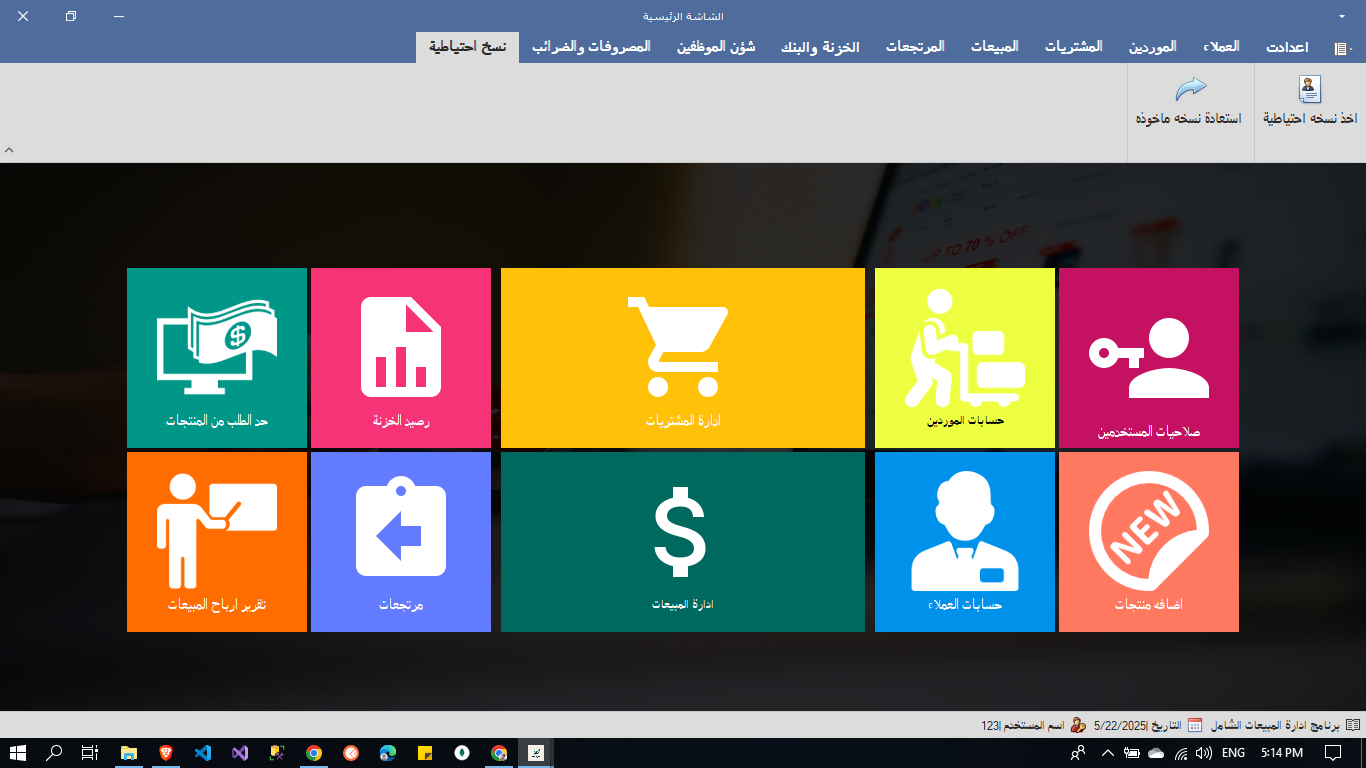 الشاشة الرئيسية
اعدادت العملاء الموردين المشتريات المبيعات المرتجعات الخزنة والبنك شؤن الموظفين المصروفات والضرائب نسخ احتياطية
اخذ نسخه احتياطية استعادة نسخه ماخوذه
UP TO 70 % OFF
صلاحيات المستخدمين حسابات الموردين ادارة المشتريات رصيد الخزنة حد الطلب من المنتجات
NEW
اضافه منتجات حسابات العملاء ادارة المبيعات مرتجعات تقرير ارباح المبيعات
برنامج ادارة المبيعات الشامل التاريخ |5/22/2025 اسم المستخدم |123
ENG 5:14 PM